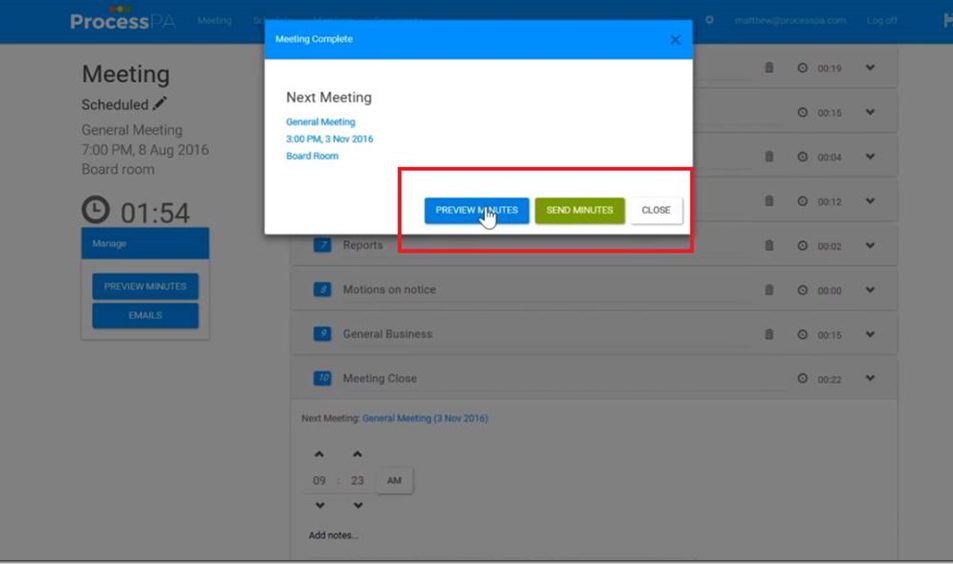 ProcessPA Meeting matthew@processpa.com Log off
Meeting Complete
Next Meeting
General Meeting
3:00 PM, 3 Nov 2016
Board Room
PREVIEW MINUTES SEND MINUTES CLOSE
Meeting
Scheduled
General Meeting
7:00 PM, 8 Aug 2016
Board room
01:54
Manage
PREVIEW MINUTES
EMAILS
00:19
00:15
00:04
00:12
7 Reports 00:02
8 Motions on notice 00:00
9 General Business 00:15
10 Meeting Close 00:22
Next Meeting: General Meeting (3 Nov 2016)
09 : 23 AM
Add notes...